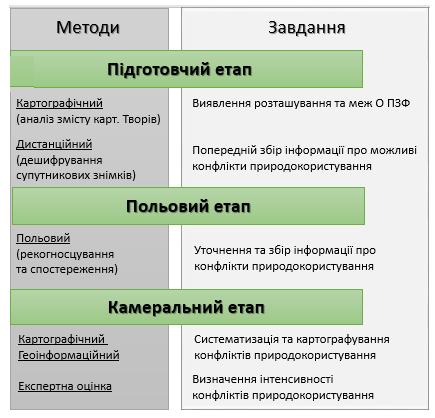 Методи
Завдання
Підготовчий етап
Картографічний
(аналіз змісту карт. Творів)
Виявлення розташування та меж О ПЗФ
Дистанційний
(дешифрування
супутникових знімків)
Попередній збір інформації про можливі
конфлікти природокористування
Польовий етап
Польовий
(рекогносцування
та спостереження)
Уточнення та збір інформації про
конфлікти природокористування
Камеральний етап
Картографічний
Геоінформаційний
Систематизація та картографування
конфліктів природокористування
Експертна оцінка
Визначення інтенсивності
конфліктів природокористування